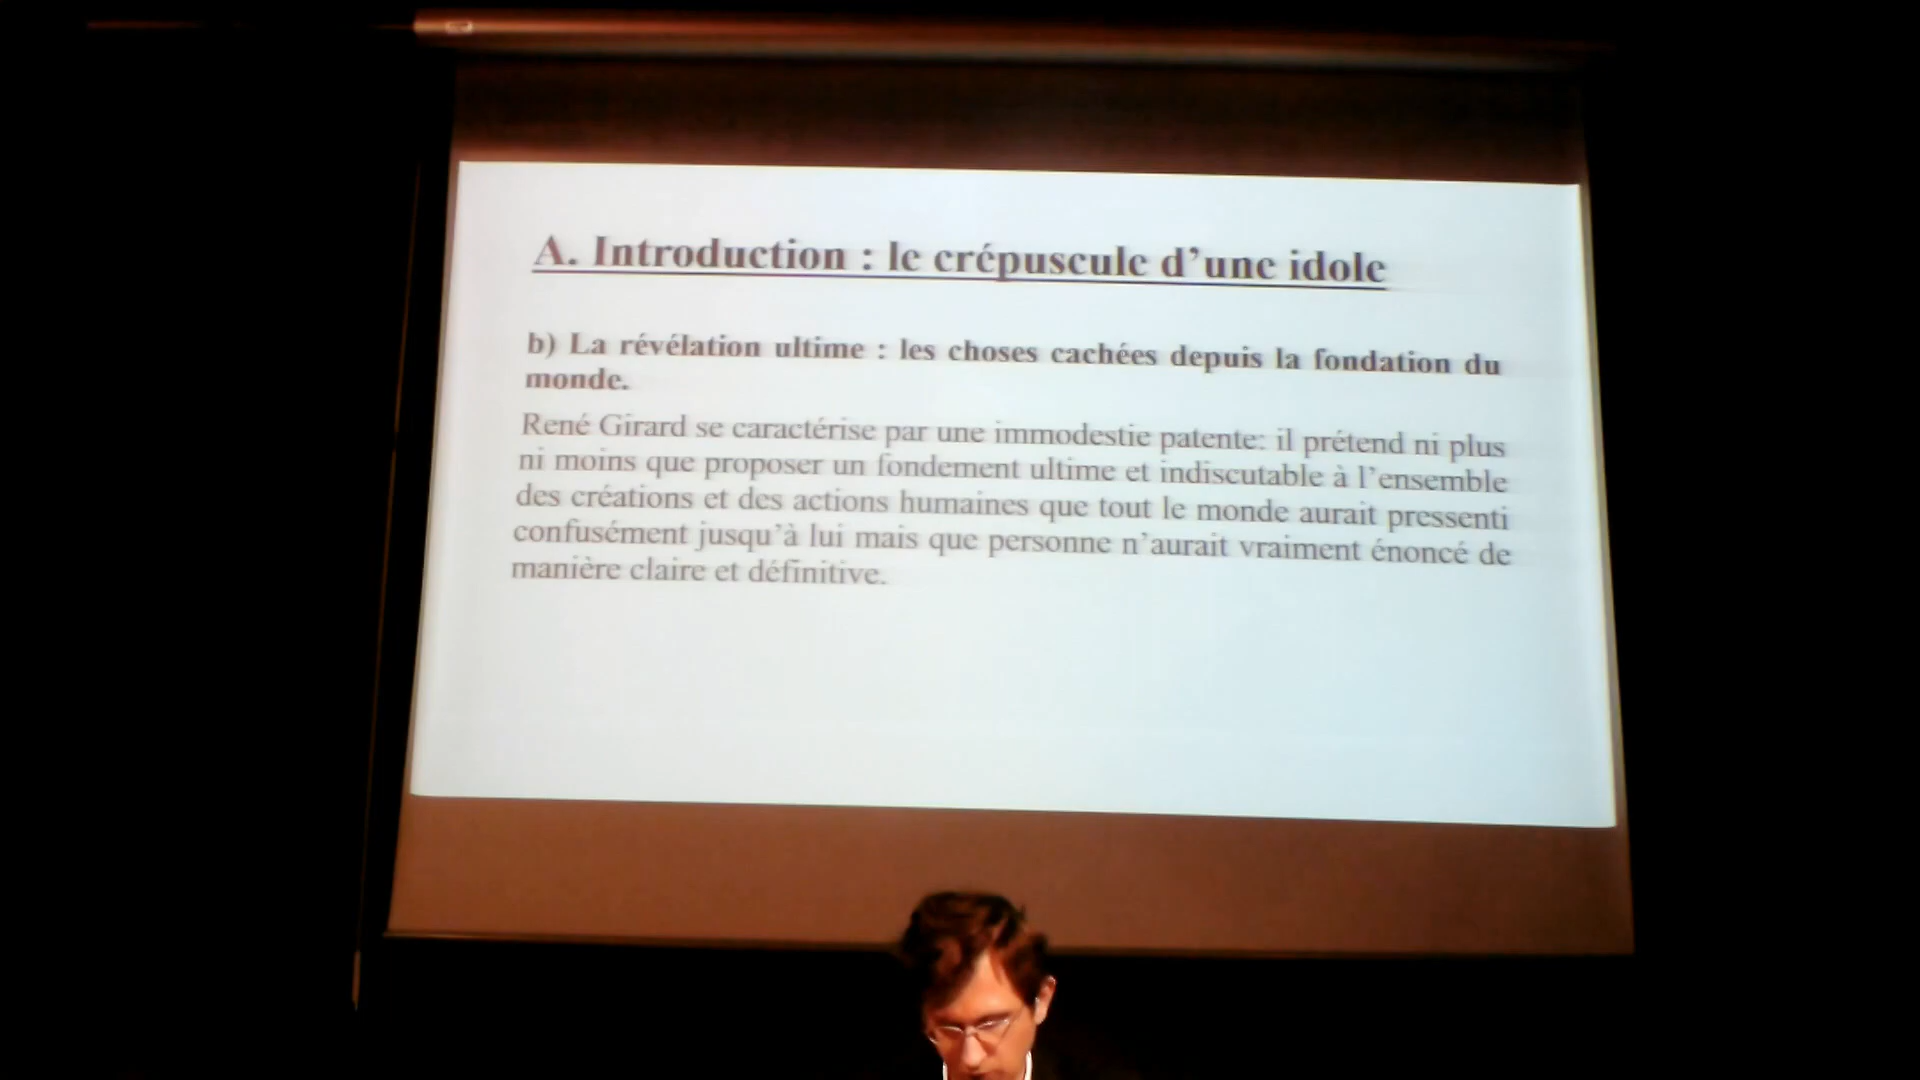 A. Introduction : le crépuscule d’une idole
b) La révélation ultime : les choses cachées depuis la fondation du
monde.
René Girard se caractérise par une immodestie patente: il prétend ni plus
ni moins que proposer un fondement ultime et indiscutable à l’ensemble
des créations et des actions humaines que tout le monde aurait pressenti
confusément jusqu’à lui mais que personne n’aurait vraiment énoncé de
manière claire et définitive.